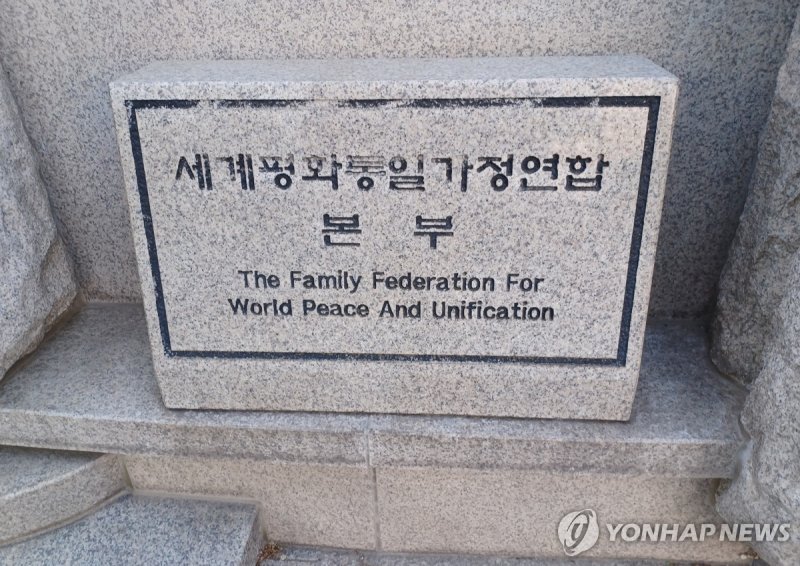 세계평화통일가정연합
본 부
The Family Federation For
World Peace And Unification
YONHAP NEWS